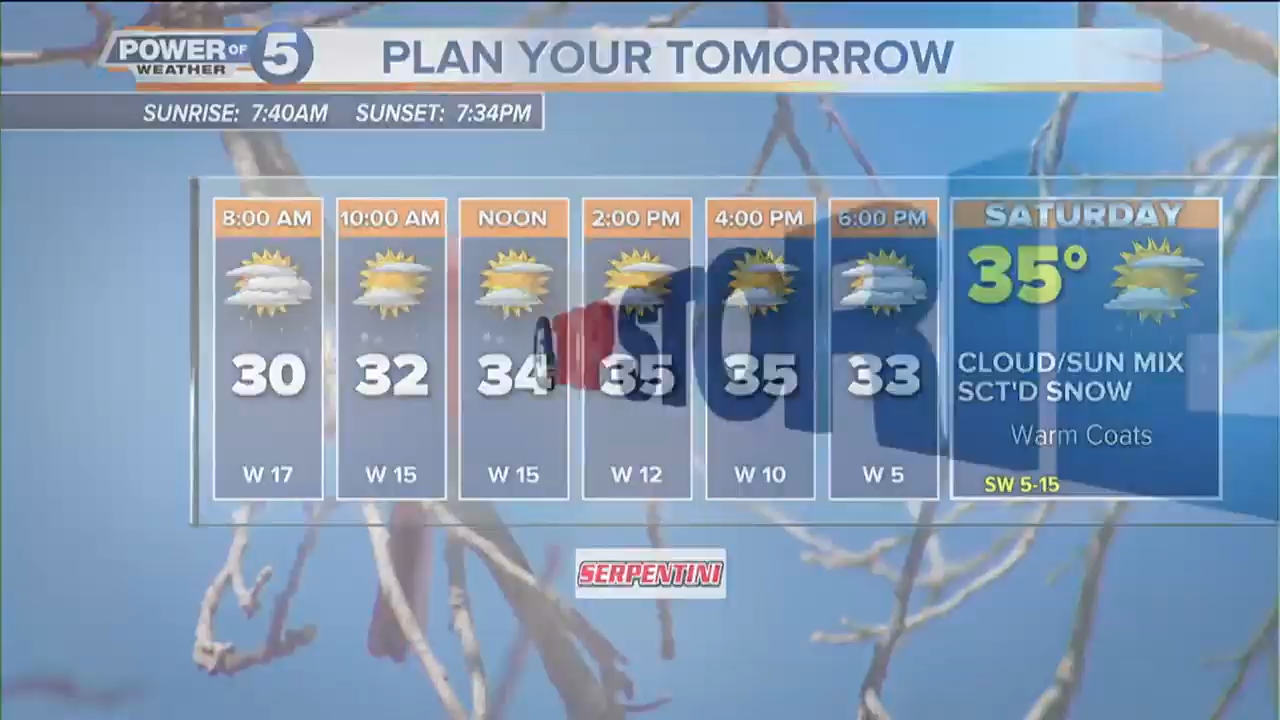 POWER OF 5
WEATHER
PLAN YOUR TOMORROW
SUNRISE: 7:40AM SUNSET: 7:34PM
8:00 AM 10:00 AM NOON 2:00 PM 4:00 PM 6:00 PM SATURDAY
35°
30 32 34 35 35 33
CLOUD/SUN MIX
SCT'D SNOW
Warm Coats
W 17 W 15 W 15 W 12 W 10 W 5
SW 5-15
SERPENTINI